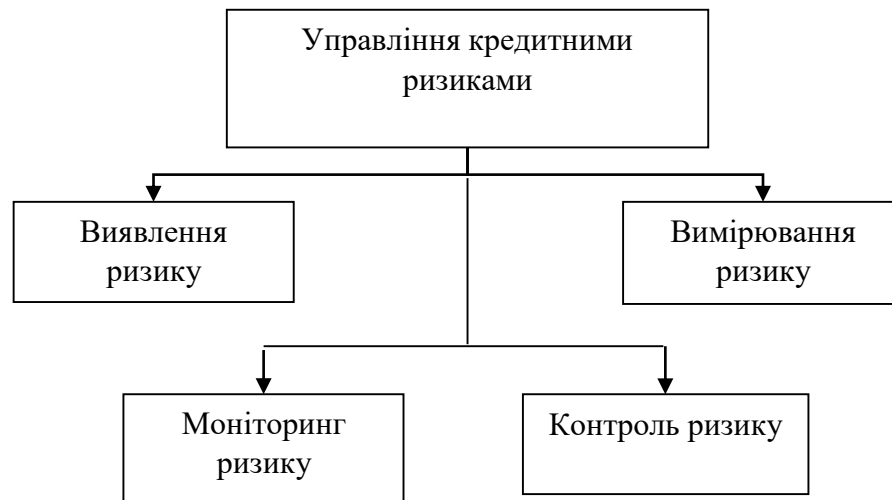 Управління кредитними
ризиками
Виявлення
ризику
Вимірювання
ризику
Моніторинг
ризику
Контроль ризику